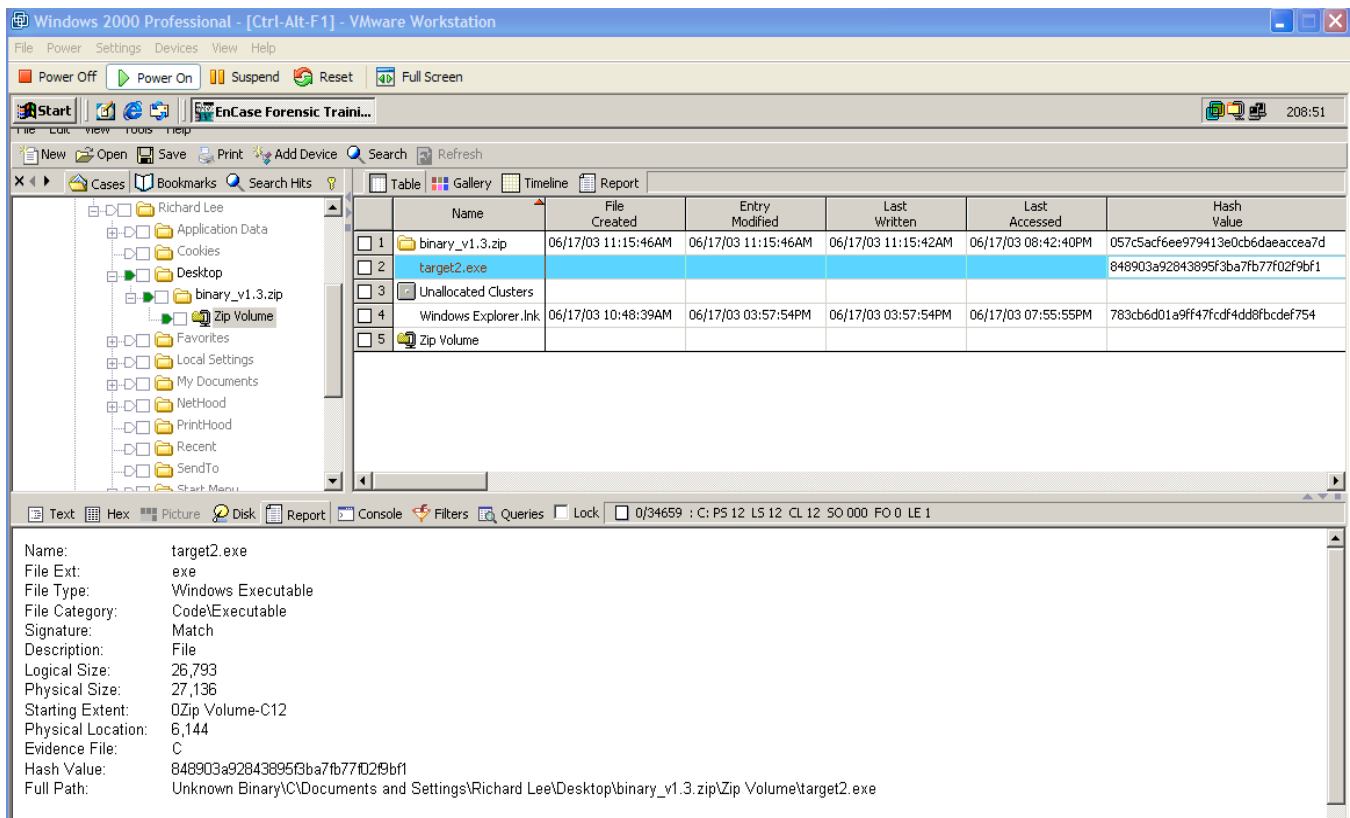 Windows 2000 Professional - [Ctrl-Alt-F1] - VMware Workstation
File Power Settings Devices View Help
Power Off Power On Suspend Reset Full Screen
Start EnCase Forensic Traini... 208:51
File Edit View Tools Help
New Open Save Print Add Device Search Refresh
Cases Bookmarks Search Hits Table Gallery Timeline Report
Richard Lee
Application Data
Cookies
Desktop
binary_v1.3.zip
Zip Volume
Favorites
Local Settings
My Documents
NetHood
PrintHood
Recent
SendTo
Start Menu
Name File Created Entry Modified Last Written Last Accessed Hash Value
1 binary_v1.3.zip 06/17/03 11:15:46AM 06/17/03 11:15:46AM 06/17/03 11:15:42AM 06/17/03 08:42:40PM 057c5acf6ee979413e0cb6daeaccea7d
2 target2.exe 848903a92843895f3ba7fb77f02f9bf1
3 Unallocated Clusters
4 Windows Explorer.lnk 06/17/03 10:48:39AM 06/17/03 03:57:54PM 06/17/03 03:57:54PM 06/17/03 07:55:55PM 783cb6d01a9ff47fcdf4dd8fbcdef754
5 Zip Volume
Text Hex Picture Disk Report Console Filters Queries Lock 0/34659 : C: PS 12 LS 12 CL 12 SO 000 FO 0 LE 1
Name: target2.exe
File Ext: exe
File Type: Windows Executable
File Category: Code\Executable
Signature: Match
Description: File
Logical Size: 26,793
Physical Size: 27,136
Starting Extent: 0Zip Volume-C12
Physical Location: 6,144
Evidence File: C
Hash Value: 848903a92843895f3ba7fb77f02f9bf1
Full Path: Unknown Binary\C\Documents and Settings\Richard Lee\Desktop\binary_v1.3.zip\Zip Volume\target2.exe